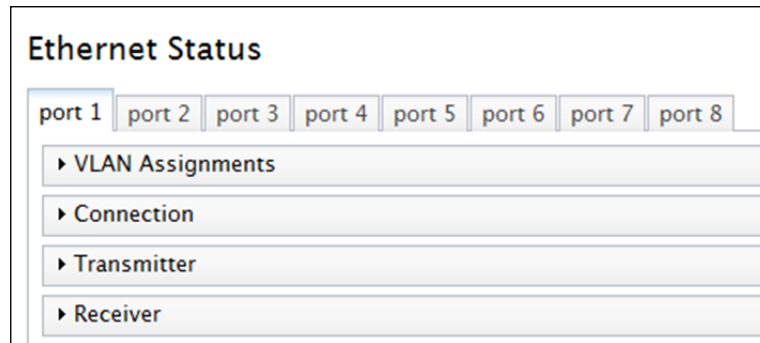 Ethernet Status
port 1 port 2 port 3 port 4 port 5 port 6 port 7 port 8
VLAN Assignments
Connection
Transmitter
Receiver